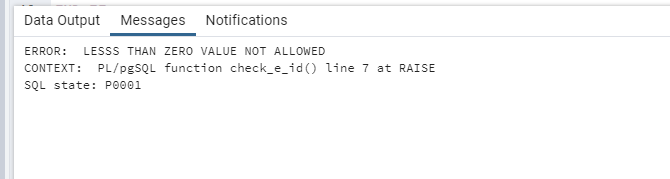 Data Output Messages Notifications
ERROR:  LESSS THAN ZERO VALUE NOT ALLOWED
CONTEXT:  PL/pgSQL function check_e_id() line 7 at RAISE
SQL state: P0001